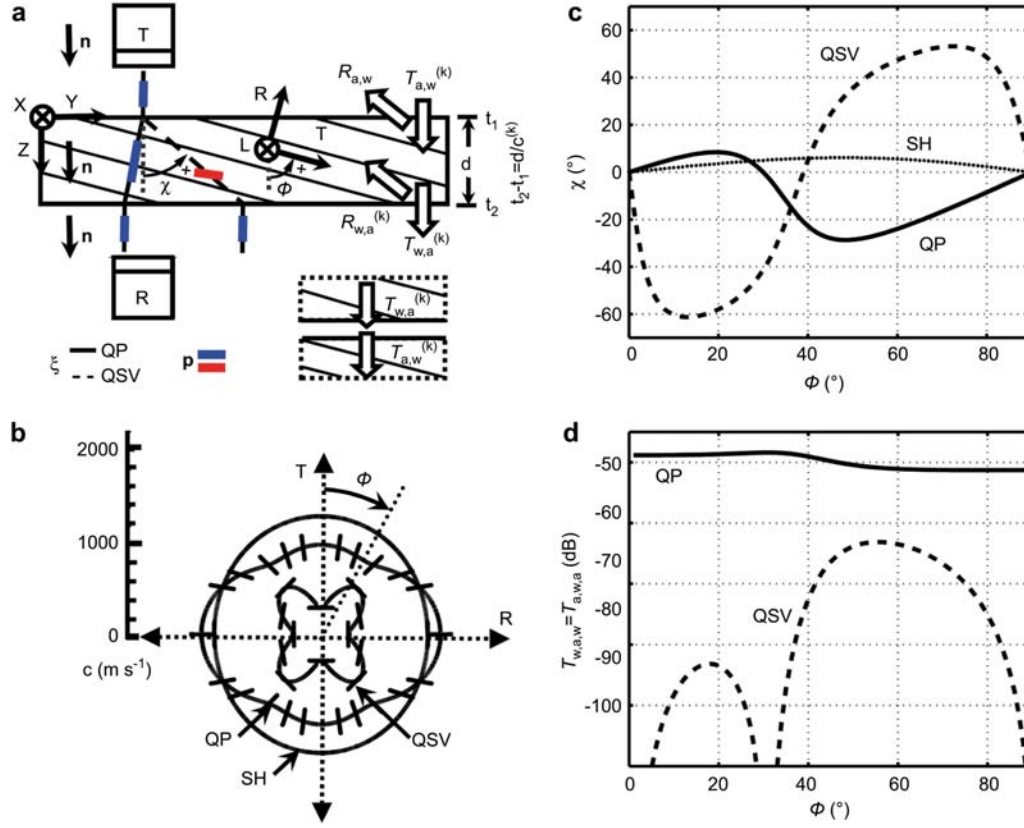 a
n
T
X
Y
Z
n
R
T
L
χ
+
Φ
+
R_{a,w}
T_{a,w}^{(k)}
R_{w,a}^{(k)}
T_{w,a}^{(k)}
t_1
d
t_2
t_2-t_1=d/c^{(k)}
n
R
T_{w,a}^{(k)}
T_{a,w}^{(k)}
ξ
QP
QSV
p
b
2000
1000
0
c (m s^{-1})
T
Φ
R
QP
SH
QSV
c
60
40
20
0
-20
-40
-60
χ (°)
QSV
SH
QP
0 20 40 60 80
Φ (°)
d
-50
-60
-70
-80
-90
-100
T_{w,a,w}=T_{a,w,a} (dB)
QP
QSV
0 20 40 60 80
Φ (°)